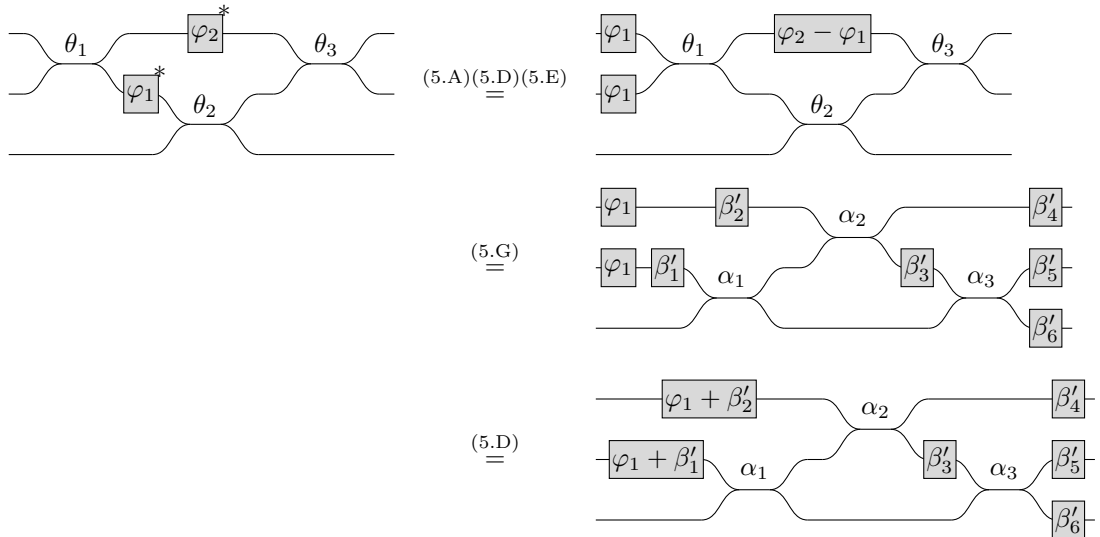 φ₂* φ₁ φ₂ − φ₁
θ₁ θ₃ θ₁ θ₃
(5.A)(5.D)(5.E)
=
φ₁* φ₁
θ₂ θ₂
φ₁ β′₂ β′₄
α₂
(5.G)
=
φ₁ β′₁ β′₃ β′₅
α₁ α₃
β′₆
φ₁ + β′₂ β′₄
α₂
(5.D)
=
φ₁ + β′₁ β′₃ β′₅
α₁ α₃
β′₆